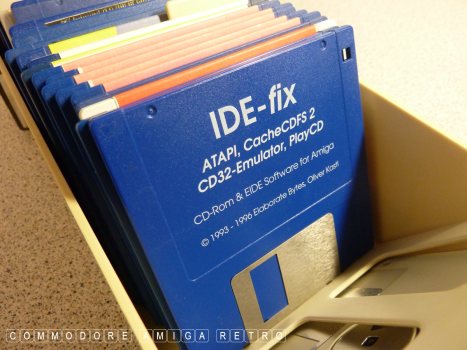 IDE-fix
ATAPI, CacheCDFS 2
CD32-Emulator, PlayCD
CD-Rom & EIDE Software for Amiga
© 1993 - 1996 Elaborate Bytes, Oliver Kastl
COMMODORE AMIGA RETRO